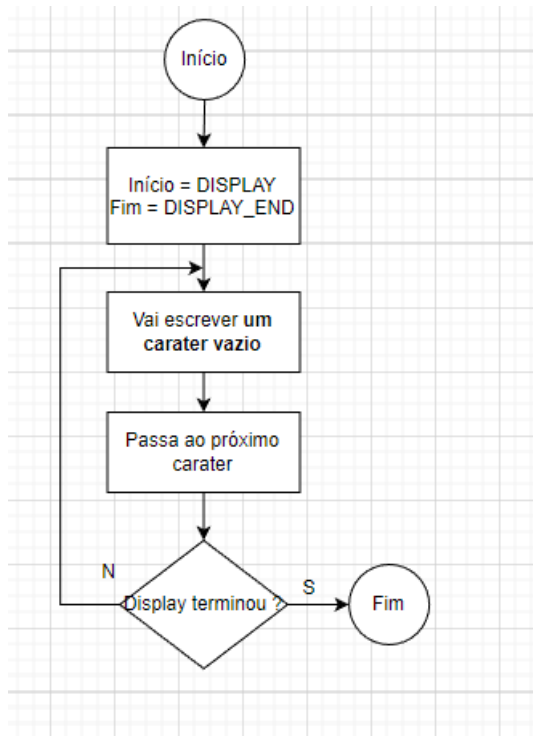 Início
Início = DISPLAY
Fim = DISPLAY_END
Vai escrever um
carater vazio
Passa ao próximo
carater
N
Display terminou ?
S
Fim